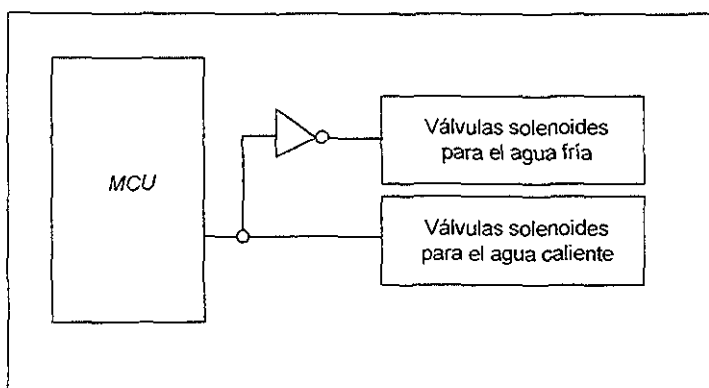 MCU
Válvulas solenoides
para el agua fría
Válvulas solenoides
para el agua caliente